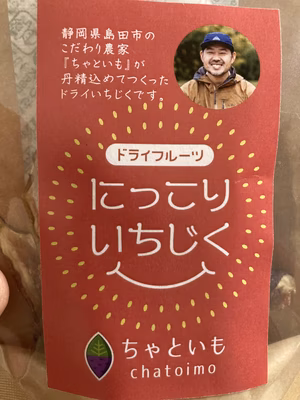 静岡県島田市の
こだわり農家
『ちゃといも』が
丹精込めてつくった
ドライいちじくです。
ドライフルーツ
にっこり
いちじく
ちゃといも
chatoimo